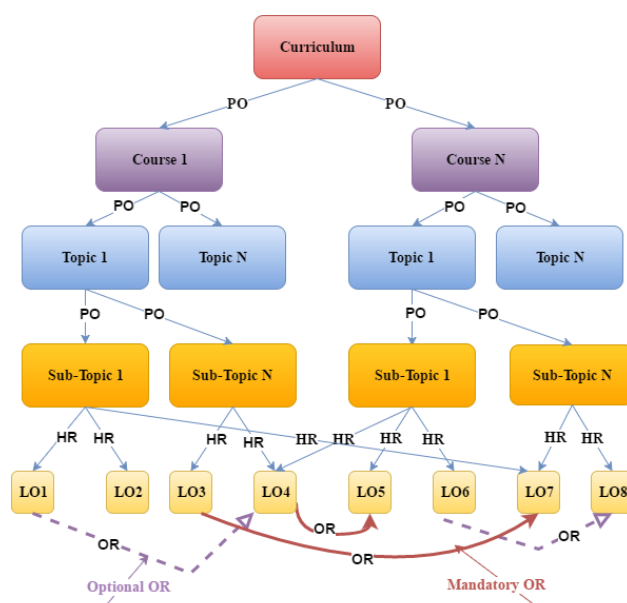 Curriculum
PO PO
Course 1 Course N
PO PO PO PO
Topic 1 Topic N Topic 1 Topic N
PO PO PO PO
Sub-Topic 1 Sub-Topic N Sub-Topic 1 Sub-Topic N
HR HR HR HR HR HR HR HR HR HR
LO1 LO2 LO3 LO4 LO5 LO6 LO7 LO8
OR OR OR OR
Optional OR Mandatory OR